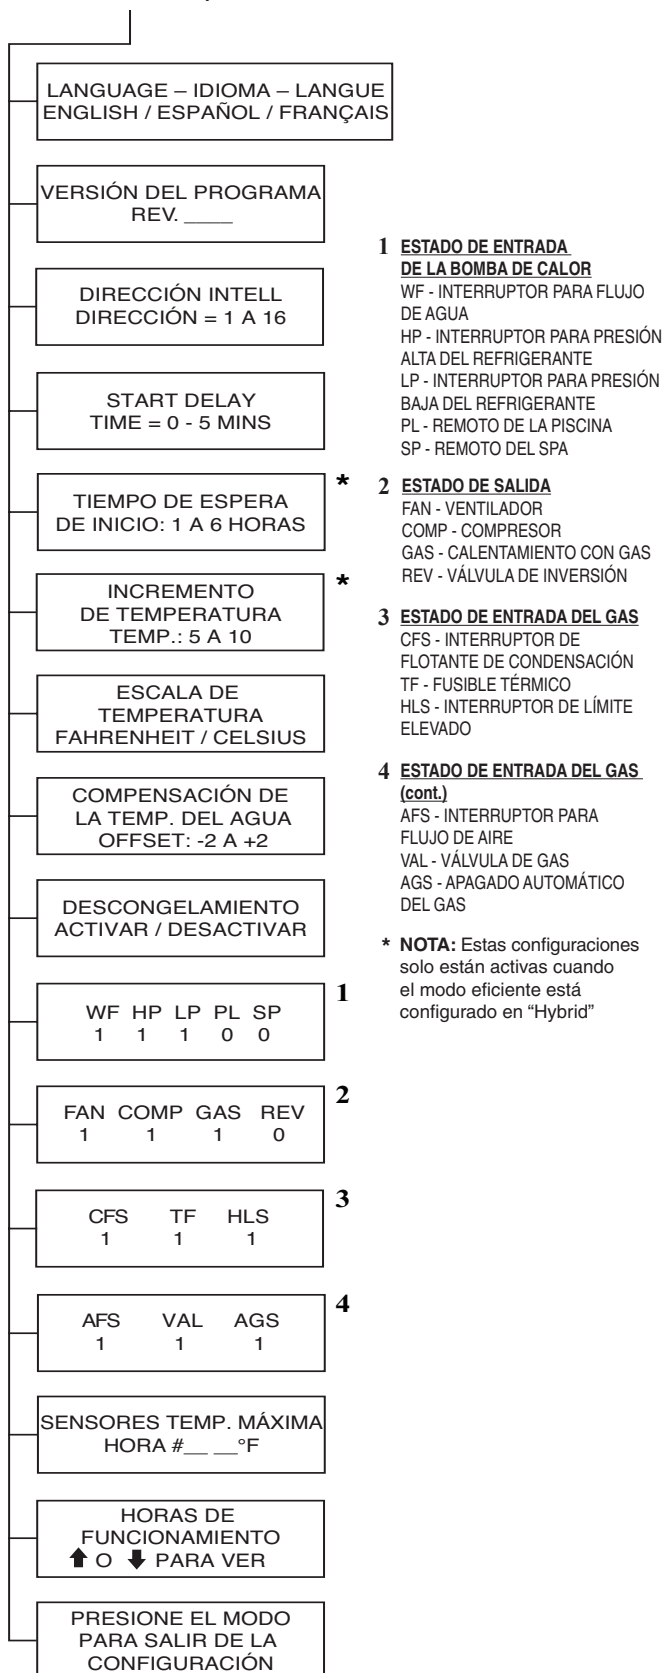 LANGUAGE – IDIOMA – LANGUE
ENGLISH / ESPAÑOL / FRANÇAIS
VERSIÓN DEL PROGRAMA
REV. ____
DIRECCIÓN INTELL
DIRECCIÓN = 1 A 16
START DELAY
TIME = 0 - 5 MINS
TIEMPO DE ESPERA
DE INICIO: 1 A 6 HORAS
*
INCREMENTO
DE TEMPERATURA
TEMP.: 5 A 10
*
ESCALA DE
TEMPERATURA
FAHRENHEIT / CELSIUS
COMPENSACIÓN DE
LA TEMP. DEL AGUA
OFFSET: -2 A +2
DESCONGELAMIENTO
ACTIVAR / DESACTIVAR
WF HP LP PL SP
1 1 1 0 0
1
FAN COMP GAS REV
1 1 1 0
2
CFS TF HLS
1 1 1
3
AFS VAL AGS
1 1 1
4
SENSORES TEMP. MÁXIMA
HORA #__ __°F
HORAS DE
FUNCIONAMIENTO
⬆ O ⬇ PARA VER
PRESIONE EL MODO
PARA SALIR DE LA
CONFIGURACIÓN
1 ESTADO DE ENTRADA
DE LA BOMBA DE CALOR
WF - INTERRUPTOR PARA FLUJO
DE AGUA
HP - INTERRUPTOR PARA PRESIÓN
ALTA DEL REFRIGERANTE
LP - INTERRUPTOR PARA PRESIÓN
BAJA DEL REFRIGERANTE
PL - REMOTO DE LA PISCINA
SP - REMOTO DEL SPA
2 ESTADO DE SALIDA
FAN - VENTILADOR
COMP - COMPRESOR
GAS - CALENTAMIENTO CON GAS
REV - VÁLVULA DE INVERSIÓN
3 ESTADO DE ENTRADA DEL GAS
CFS - INTERRUPTOR DE
FLOTANTE DE CONDENSACIÓN
TF - FUSIBLE TÉRMICO
HLS - INTERRUPTOR DE LÍMITE
ELEVADO
4 ESTADO DE ENTRADA DEL GAS
(cont.)
AFS - INTERRUPTOR PARA
FLUJO DE AIRE
VAL - VÁLVULA DE GAS
AGS - APAGADO AUTOMÁTICO
DEL GAS
* NOTA: Estas configuraciones
solo están activas cuando
el modo eficiente está
configurado en “Hybrid”